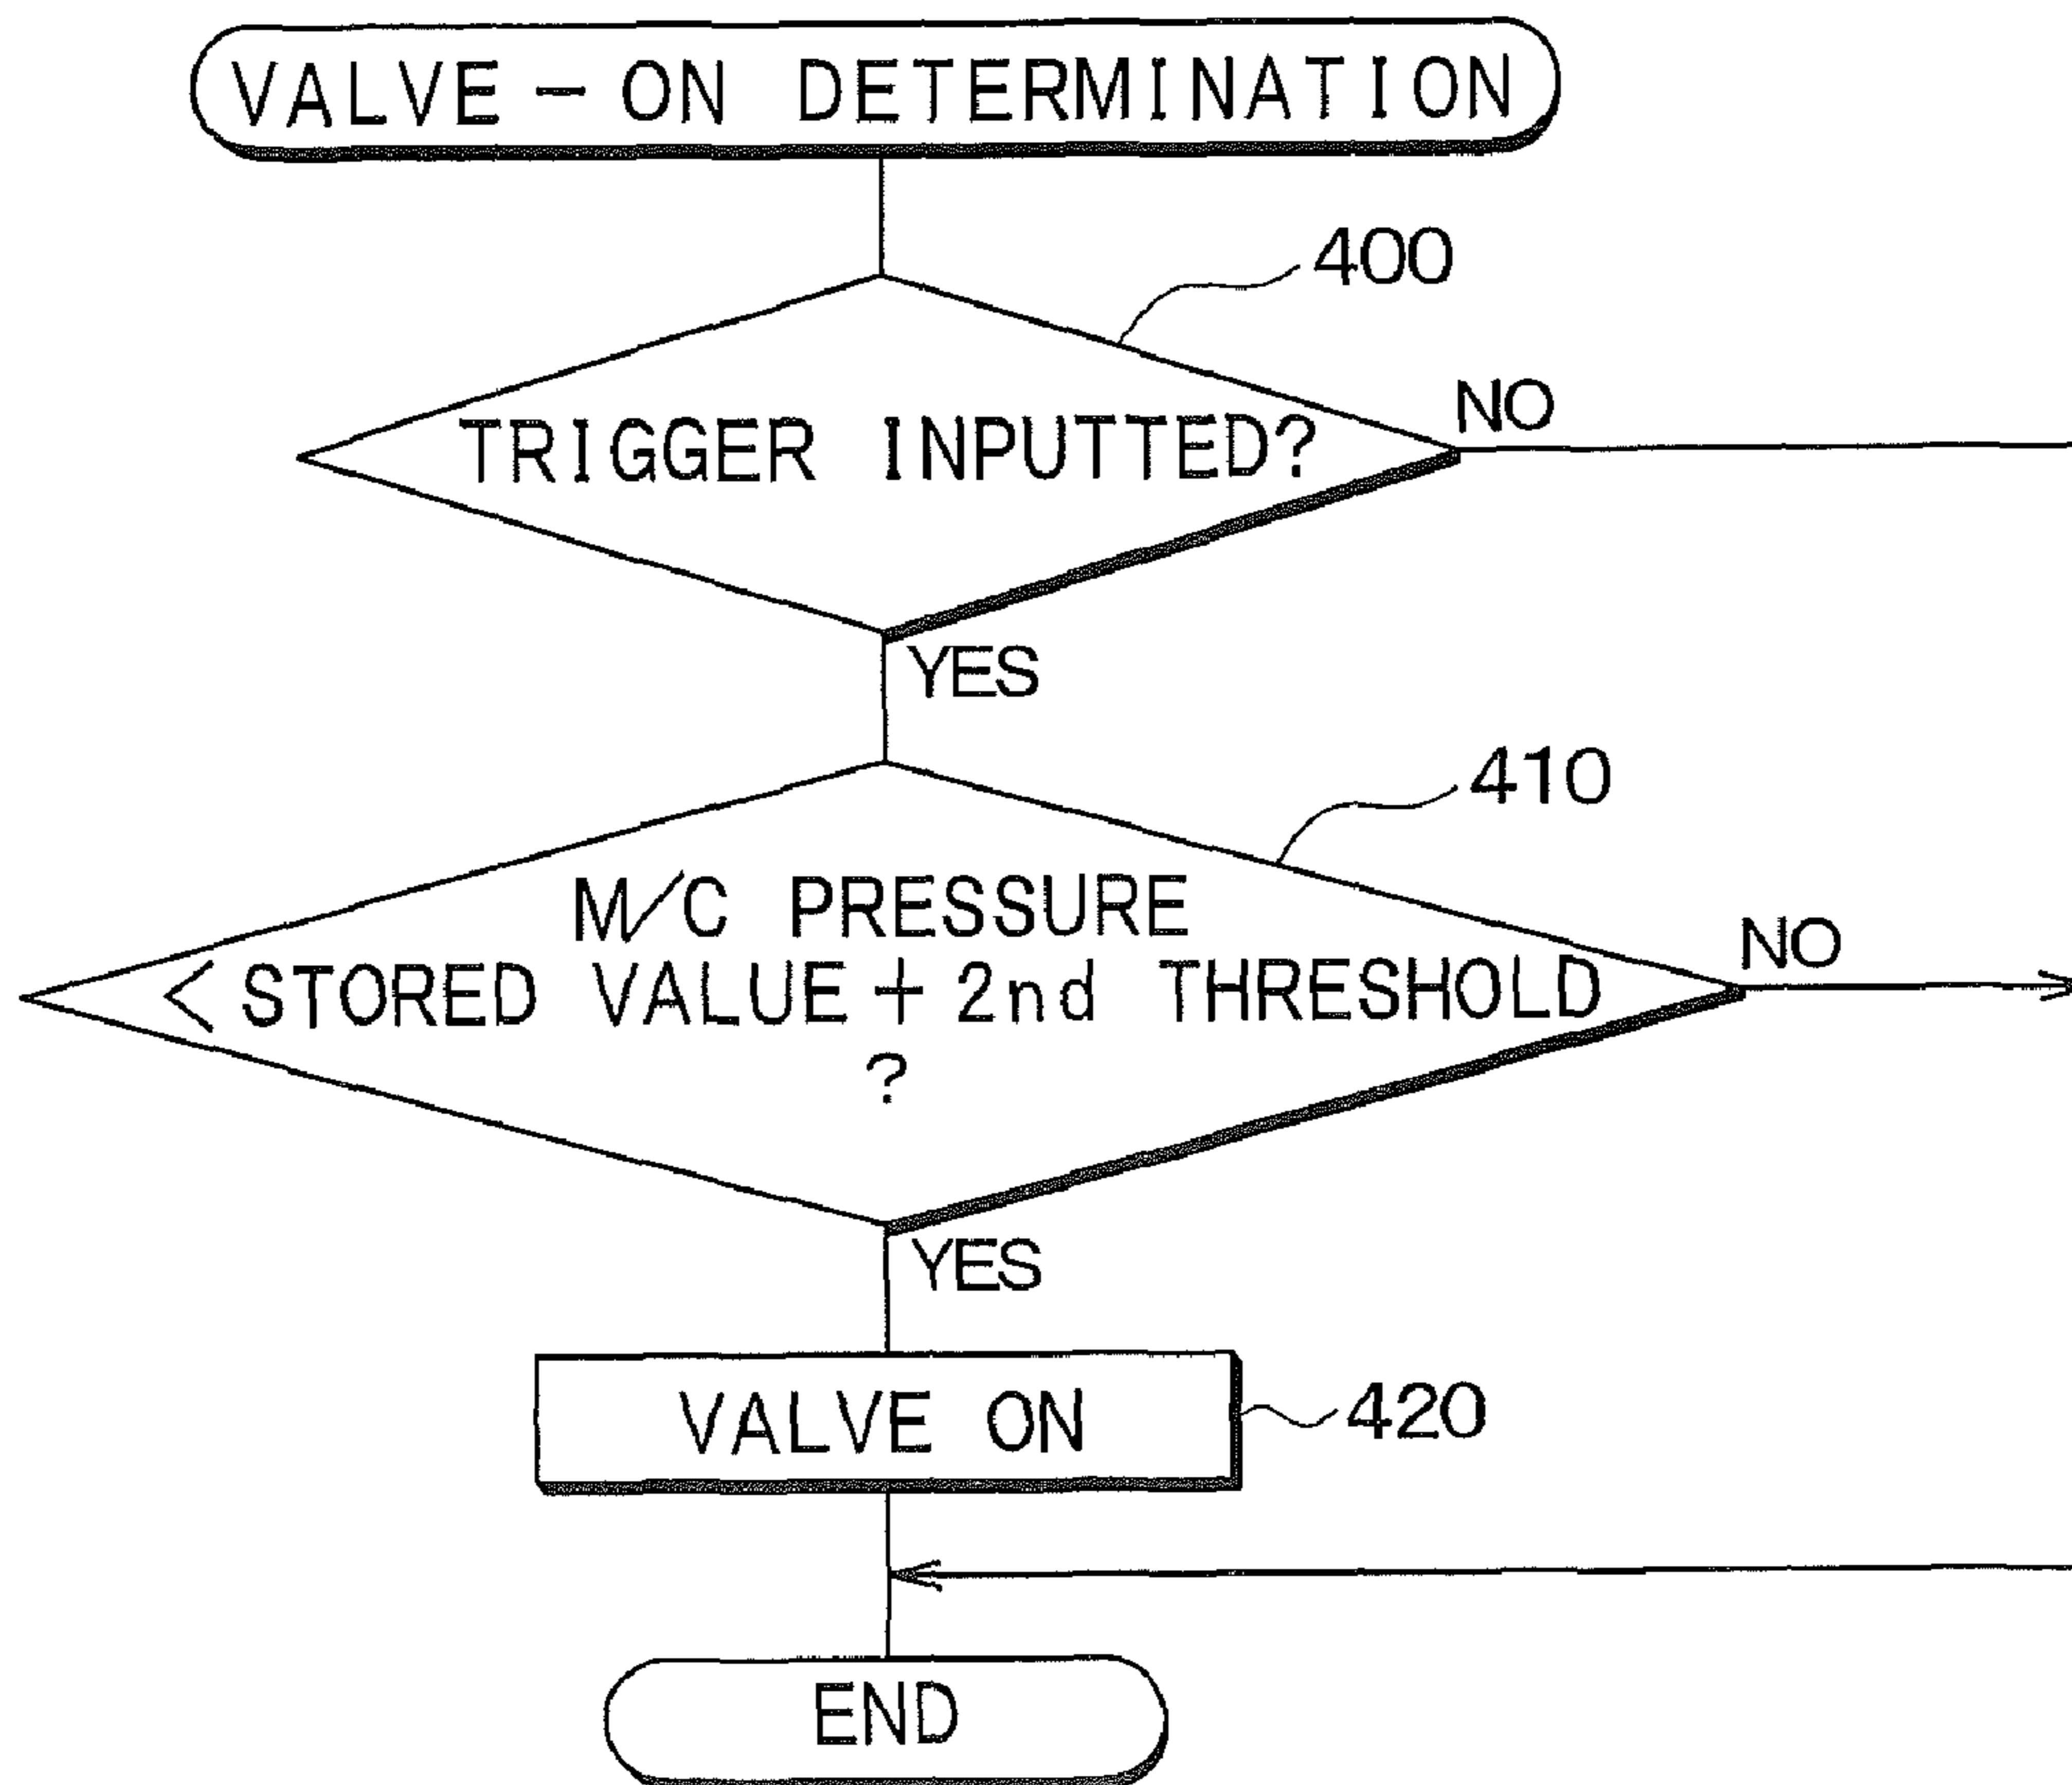 VALVE-ON DETERMINATION
400
TRIGGER INPUTTED?
NO
YES
410
M/C PRESSURE
< STORED VALUE + 2nd THRESHOLD
?
NO
YES
VALVE ON
420
END